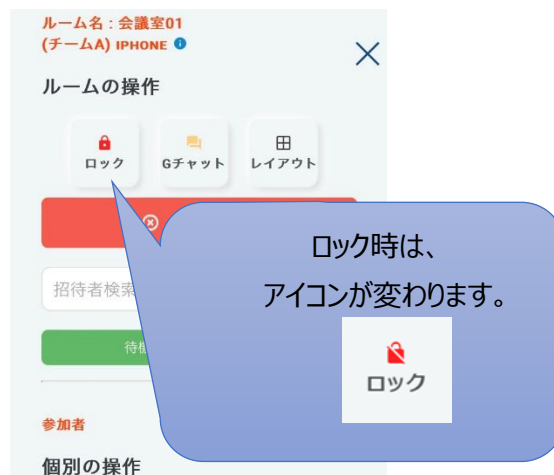 ルーム名：会議室01
(チームA) IPHONE
ルームの操作
ロック
Gチャット
レイアウト
ロック時は、
アイコンが変わります。
ロック
招待者検索
待
参加者
個別の操作